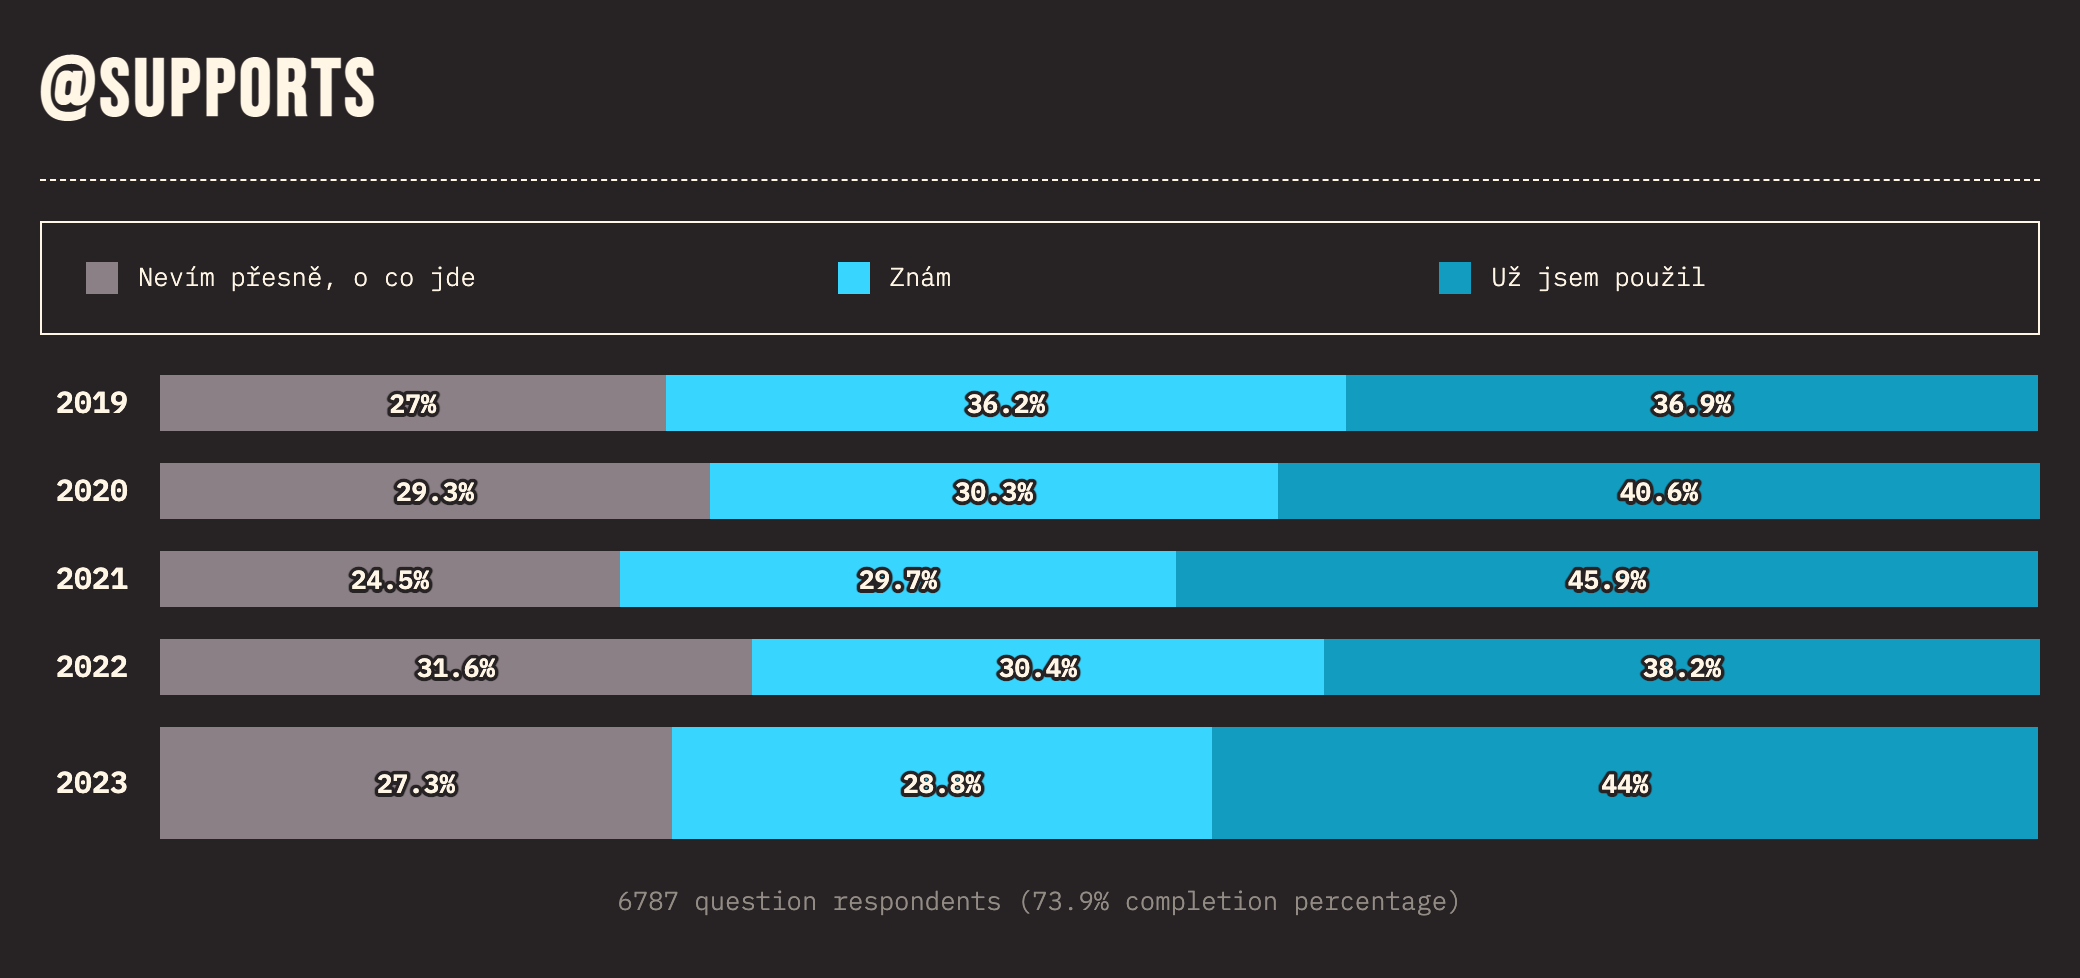 @SUPPORTS
Nevím přesně, o co jde Znám Už jsem použil
2019 27% 36.2% 36.9%
2020 29.3% 30.3% 40.6%
2021 24.5% 29.7% 45.9%
2022 31.6% 30.4% 38.2%
2023 27.3% 28.8% 44%
6787 question respondents (73.9% completion percentage)